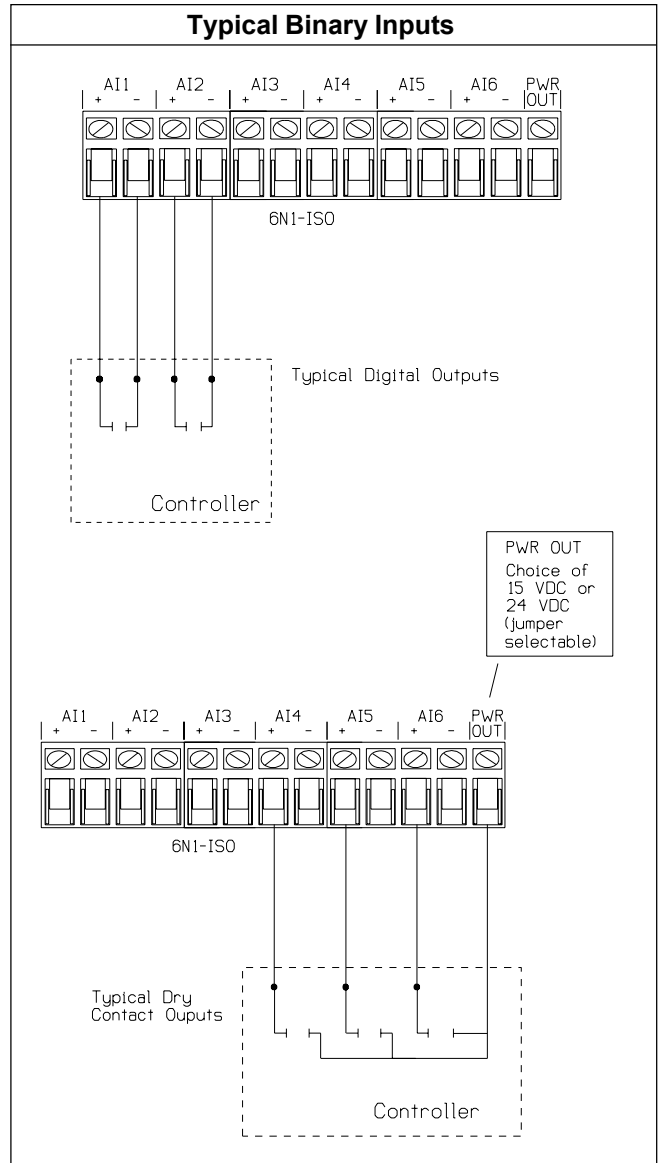 Typical Binary Inputs
AI1 AI2 AI3 AI4 AI5 AI6 PWR
+ - + - + - + - + - + - OUT
6N1-ISO
Typical Digital Outputs
Controller
PWR OUT
Choice of
15 VDC or
24 VDC
(jumper
selectable)
AI1 AI2 AI3 AI4 AI5 AI6 PWR
+ - + - + - + - + - + - OUT
6N1-ISO
Typical Dry
Contact Ouputs
Controller